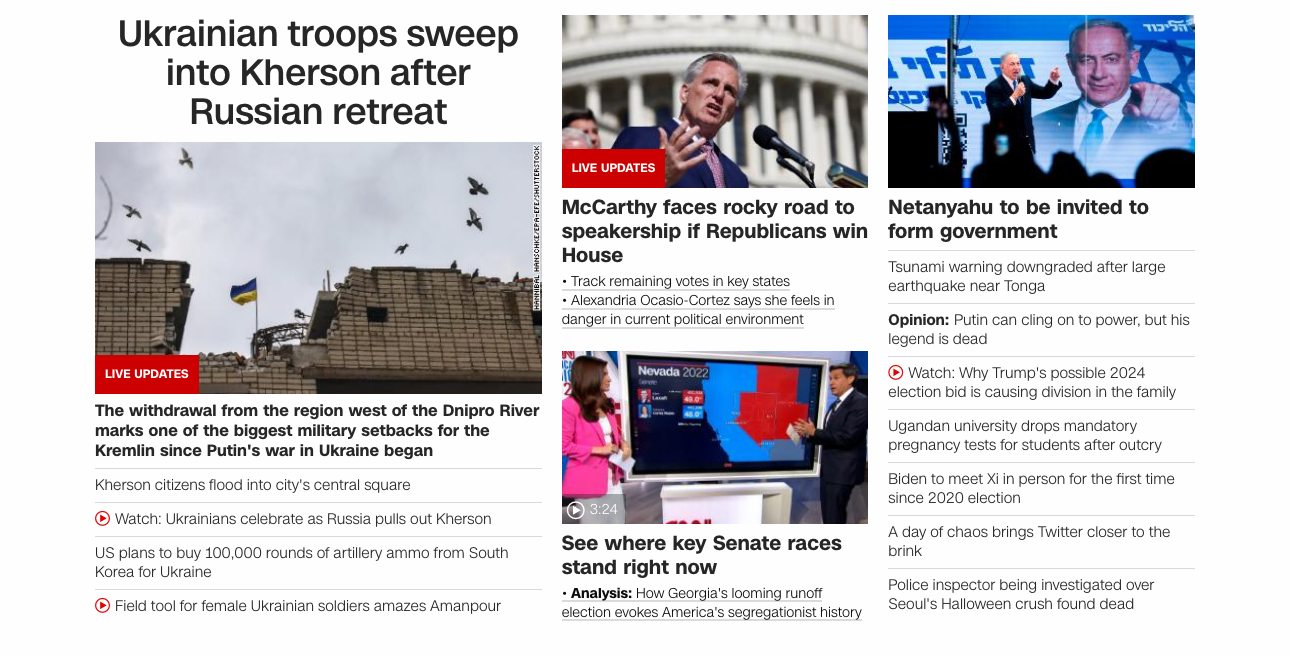 Ukrainian troops sweep
into Kherson after
Russian retreat
HANNIBAL HANSCHKE/EPA-EFE/SHUTTERSTOCK
LIVE UPDATES
The withdrawal from the region west of the Dnipro River
marks one of the biggest military setbacks for the
Kremlin since Putin's war in Ukraine began
Kherson citizens flood into city's central square
Watch: Ukrainians celebrate as Russia pulls out Kherson
US plans to buy 100,000 rounds of artillery ammo from South
Korea for Ukraine
Field tool for female Ukrainian soldiers amazes Amanpour
LIVE UPDATES
McCarthy faces rocky road to
speakership if Republicans win
House
• Track remaining votes in key states
• Alexandria Ocasio-Cortez says she feels in
danger in current political environment
Nevada 2022
Senate
Laxalt
49.0%
48.0%
3:24
See where key Senate races
stand right now
• Analysis: How Georgia's looming runoff
election evokes America's segregationist history
הליכוד
Netanyahu to be invited to
form government
Tsunami warning downgraded after large
earthquake near Tonga
Opinion: Putin can cling on to power, but his
legend is dead
Watch: Why Trump's possible 2024
election bid is causing division in the family
Ugandan university drops mandatory
pregnancy tests for students after outcry
Biden to meet Xi in person for the first time
since 2020 election
A day of chaos brings Twitter closer to the
brink
Police inspector being investigated over
Seoul's Halloween crush found dead